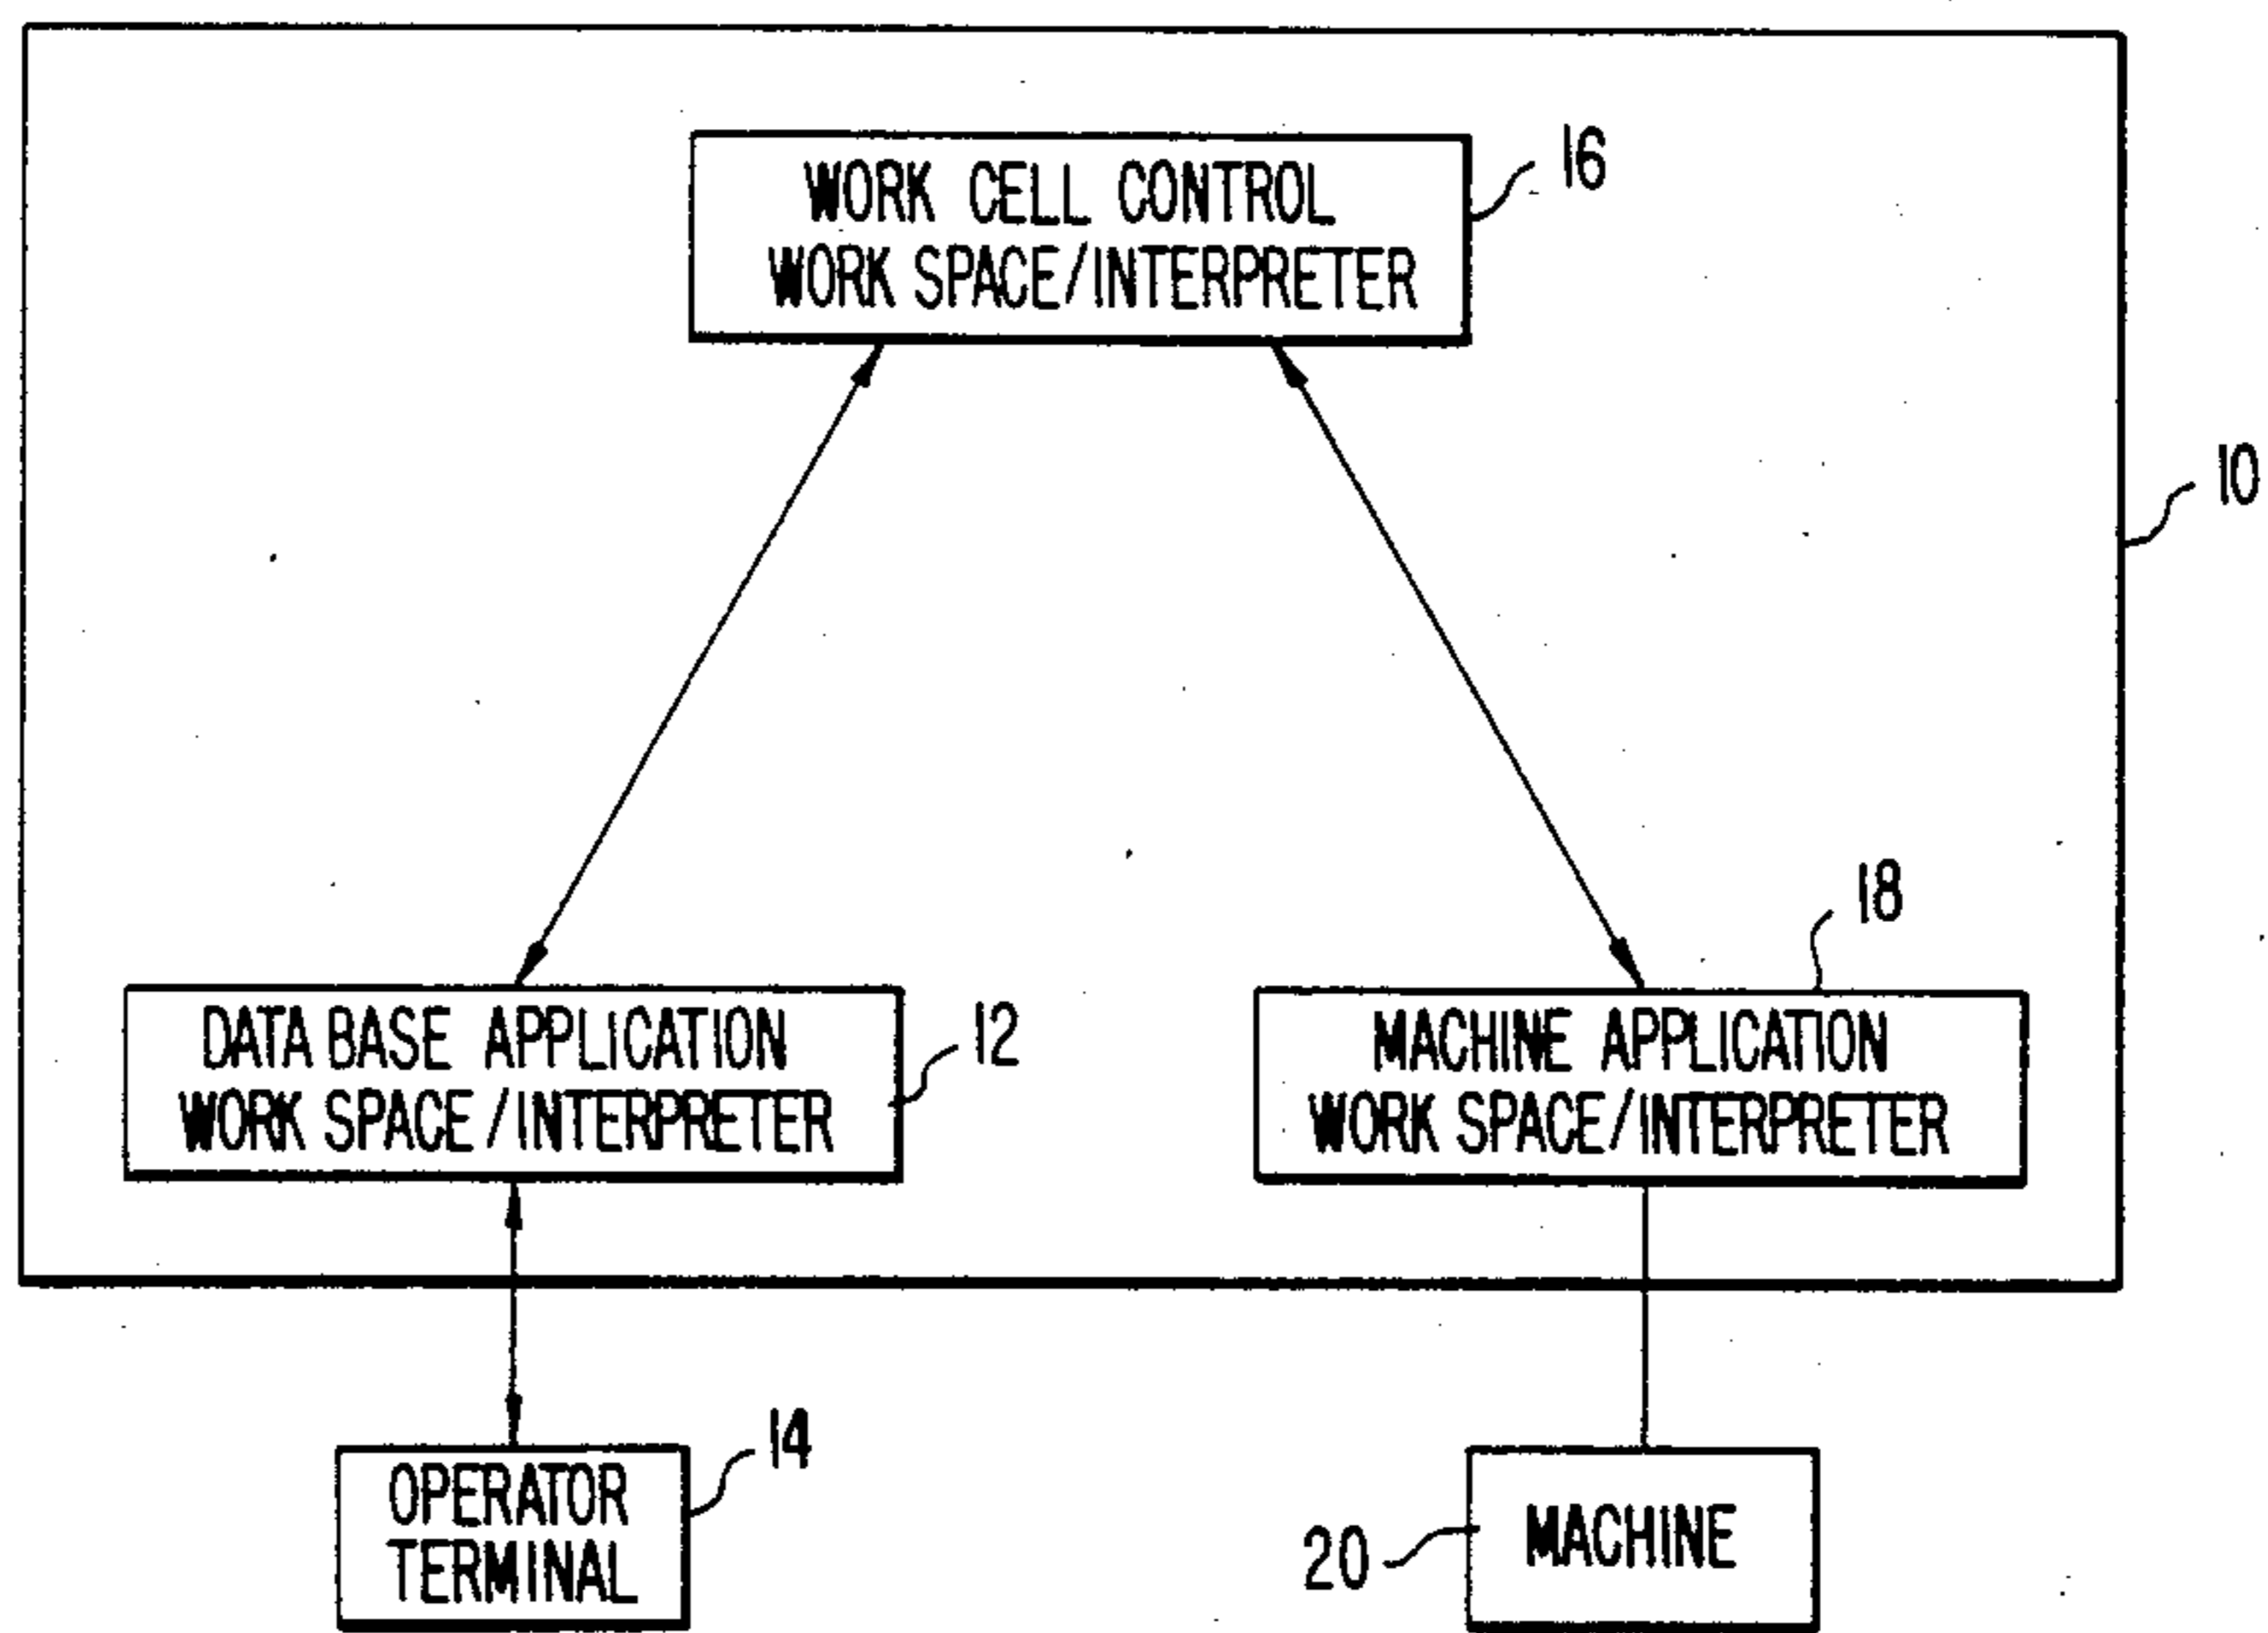 WORK CELL CONTROL
WORK SPACE/INTERPRETER
16
10
18
DATA BASE APPLICATION
WORK SPACE/INTERPRETER
12
MACHINE APPLICATION
WORK SPACE/INTERPRETER
14
OPERATOR
TERMINAL
20
MACHINE